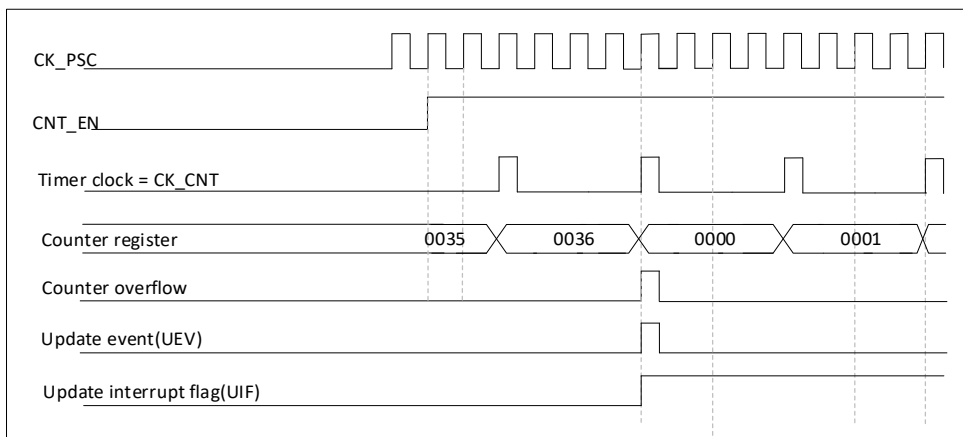 CK_PSC
CNT_EN
Timer clock = CK_CNT
Counter register 0035 0036 0000 0001
Counter overflow
Update event(UEV)
Update interrupt flag(UIF)